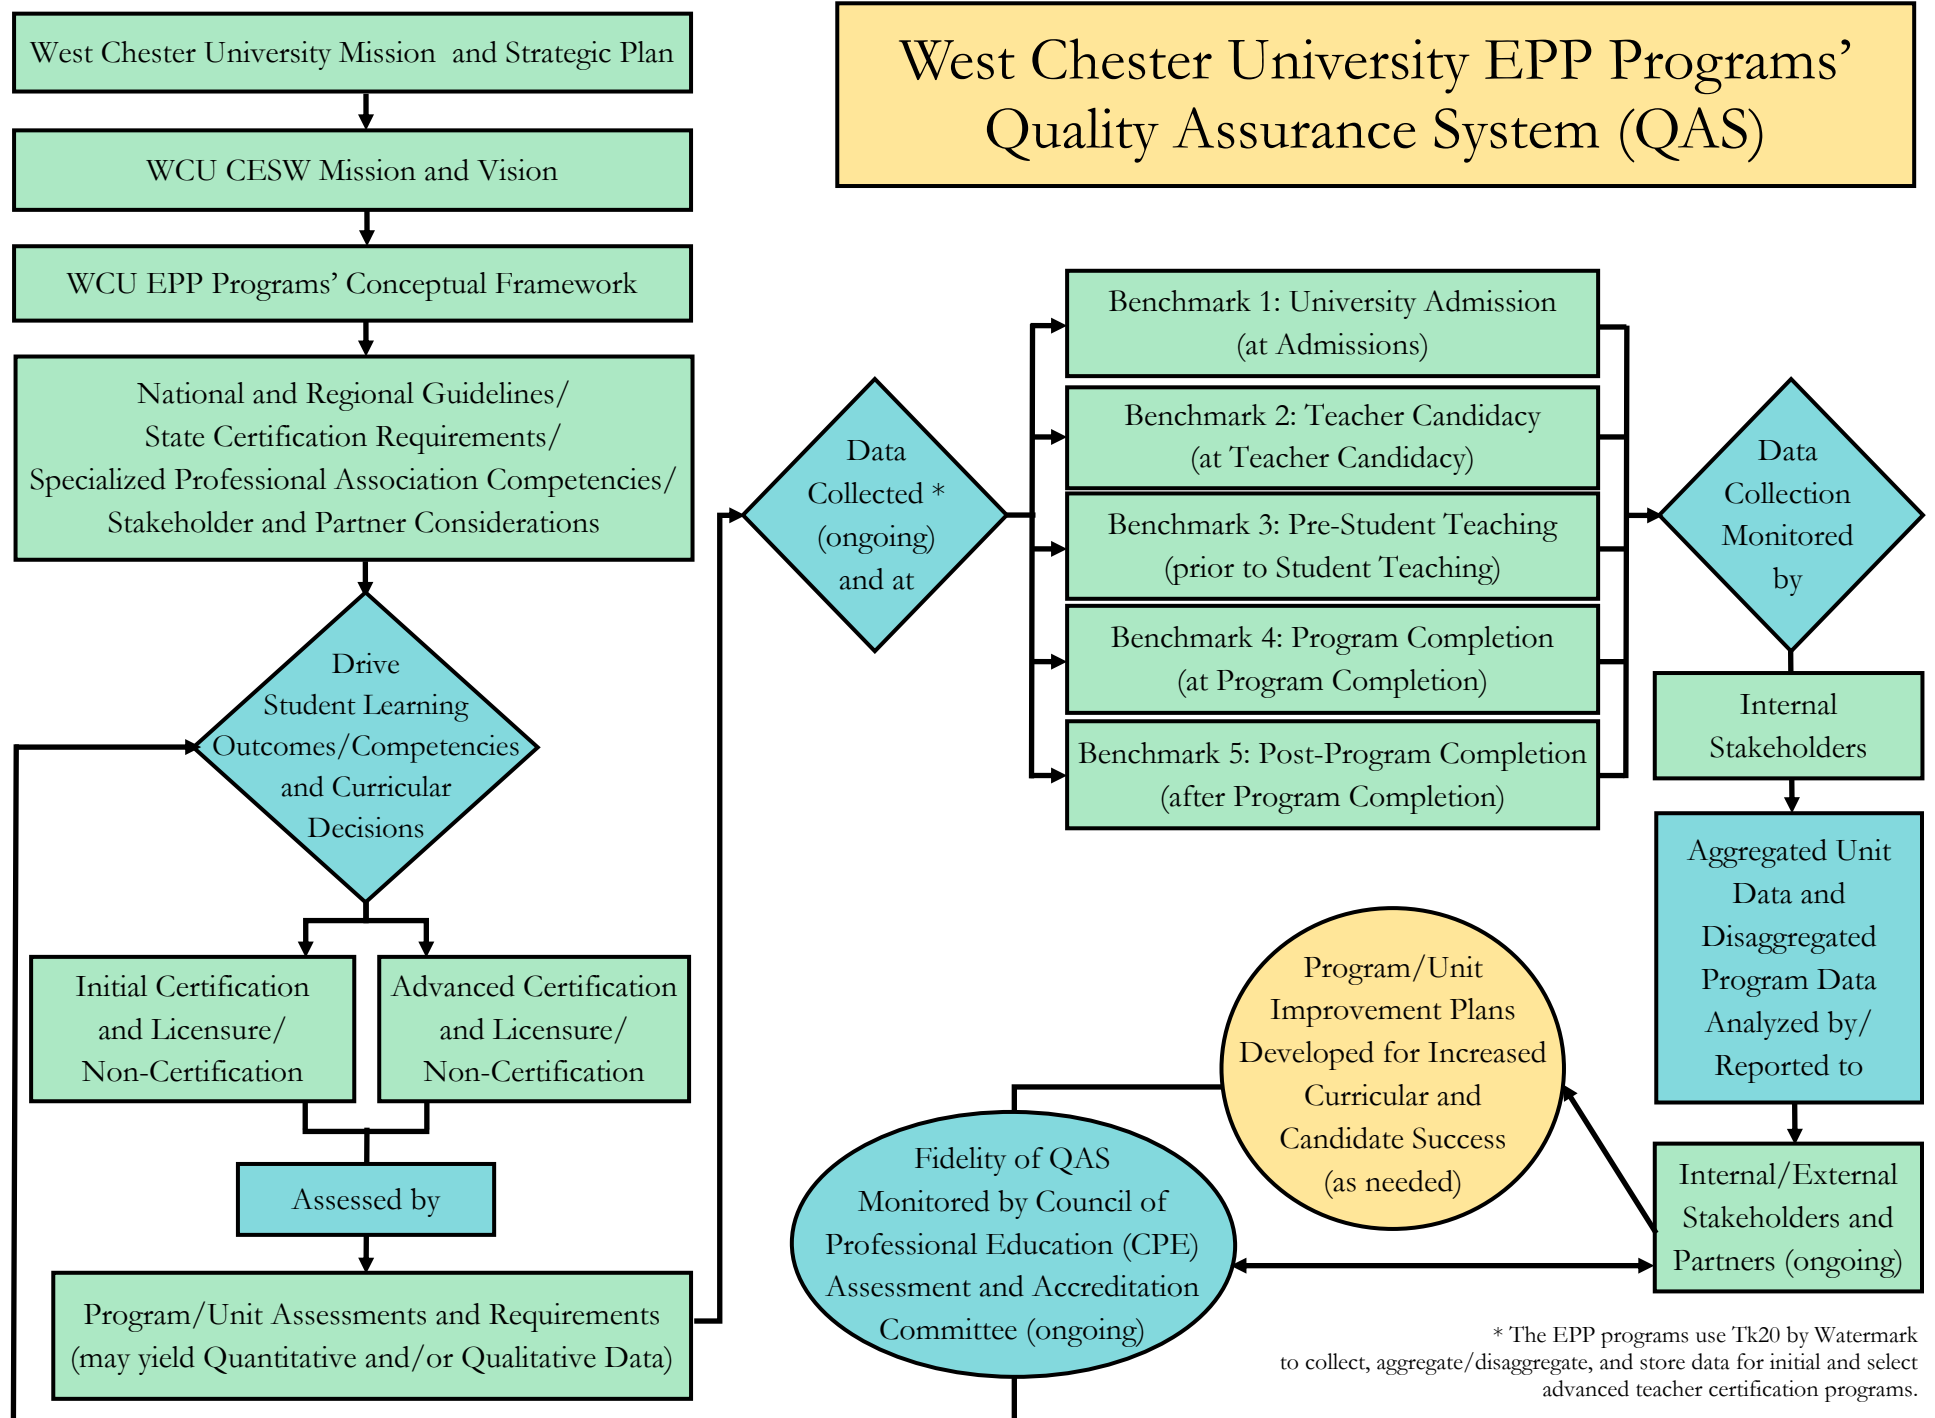 West Chester University EPP Programs’
Quality Assurance System (QAS)
West Chester University Mission and Strategic Plan
WCU CESW Mission and Vision
WCU EPP Programs’ Conceptual Framework
National and Regional Guidelines/
State Certification Requirements/
Specialized Professional Association Competencies/
Stakeholder and Partner Considerations
Drive
Student Learning
Outcomes/Competencies
and Curricular
Decisions
Initial Certification
and Licensure/
Non-Certification
Advanced Certification
and Licensure/
Non-Certification
Assessed by
Program/Unit Assessments and Requirements
(may yield Quantitative and/or Qualitative Data)
Data
Collected *
(ongoing)
and at
Benchmark 1: University Admission
(at Admissions)
Benchmark 2: Teacher Candidacy
(at Teacher Candidacy)
Benchmark 3: Pre-Student Teaching
(prior to Student Teaching)
Benchmark 4: Program Completion
(at Program Completion)
Benchmark 5: Post-Program Completion
(after Program Completion)
Data
Collection
Monitored
by
Internal
Stakeholders
Aggregated Unit
Data and
Disaggregated
Program Data
Analyzed by/
Reported to
Internal/External
Stakeholders and
Partners (ongoing)
Program/Unit
Improvement Plans
Developed for Increased
Curricular and
Candidate Success
(as needed)
Fidelity of QAS
Monitored by Council of
Professional Education (CPE)
Assessment and Accreditation
Committee (ongoing)
* The EPP programs use Tk20 by Watermark
to collect, aggregate/disaggregate, and store data for initial and select
advanced teacher certification programs.